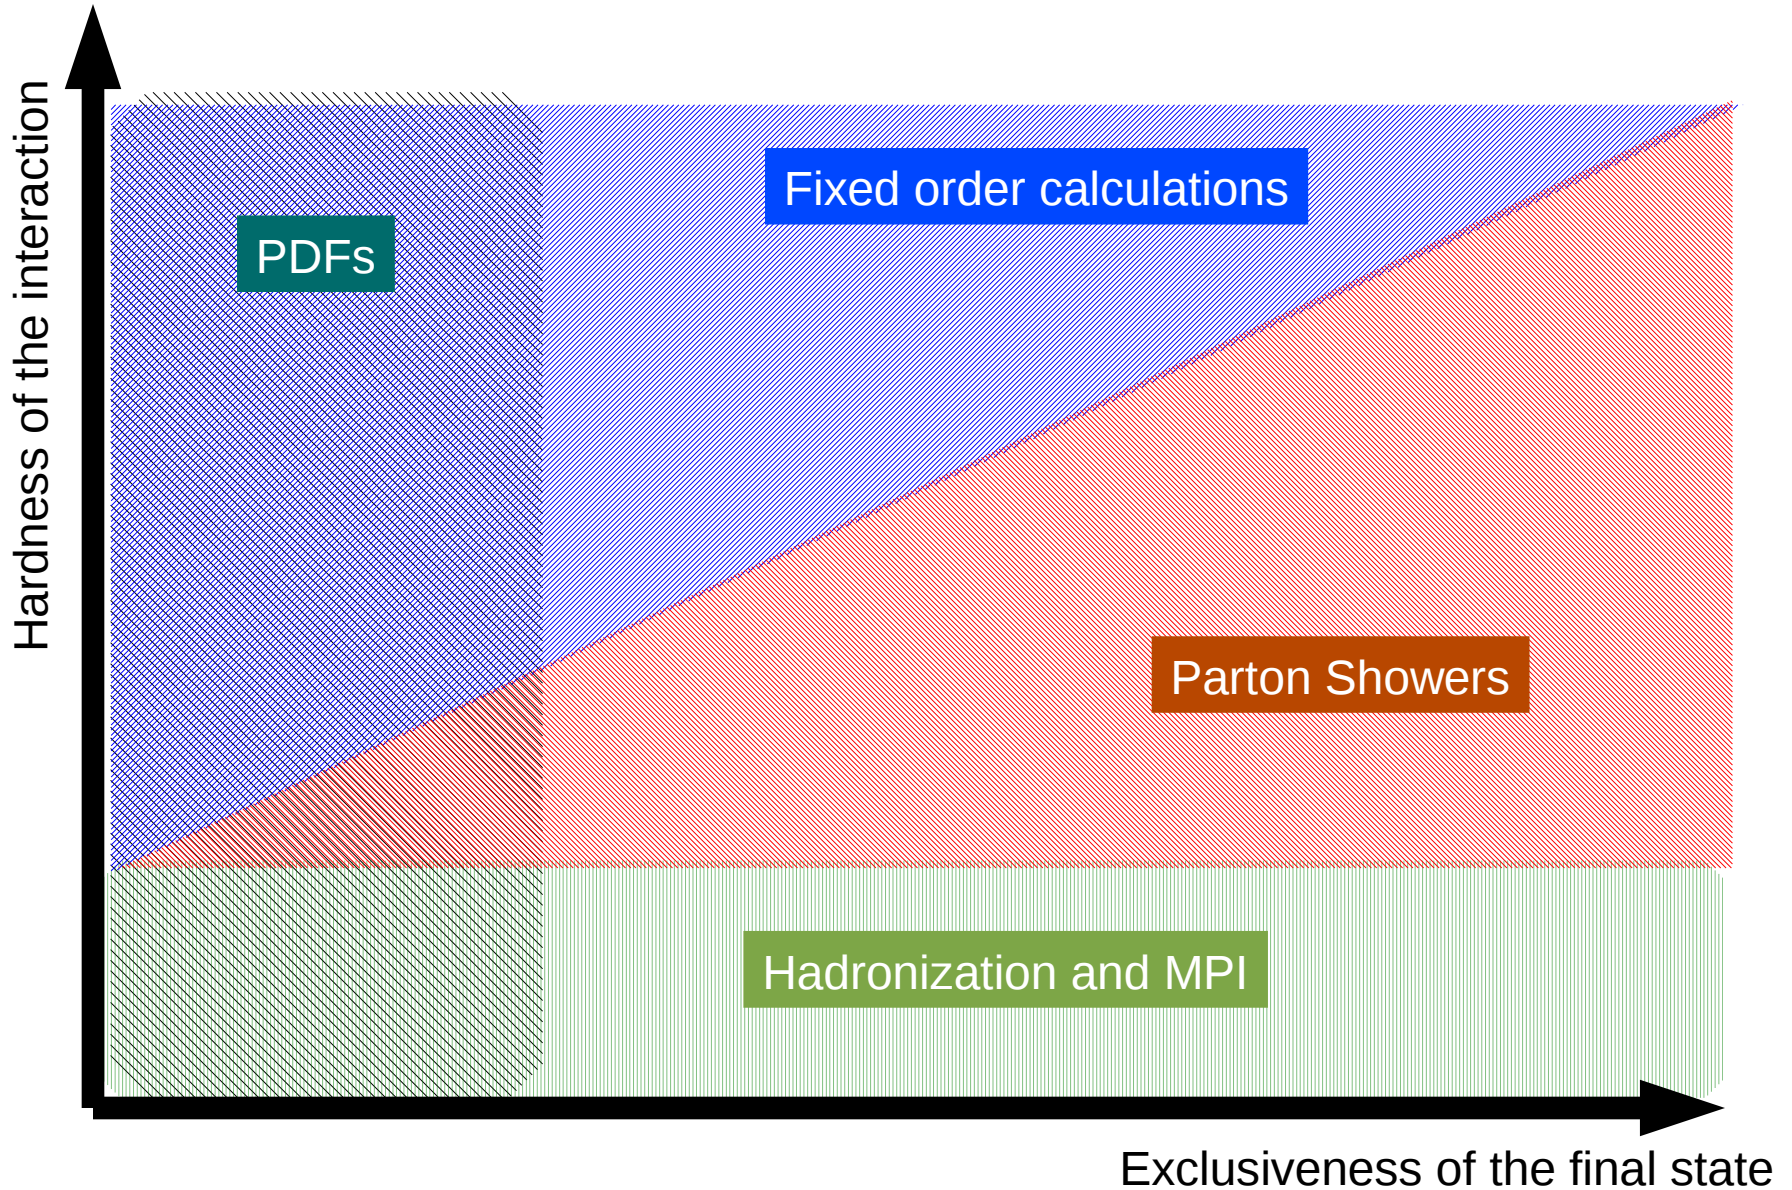 Hardness of the interaction
Fixed order calculations
PDFs
Parton Showers
Hadronization and MPI
Exclusiveness of the final state